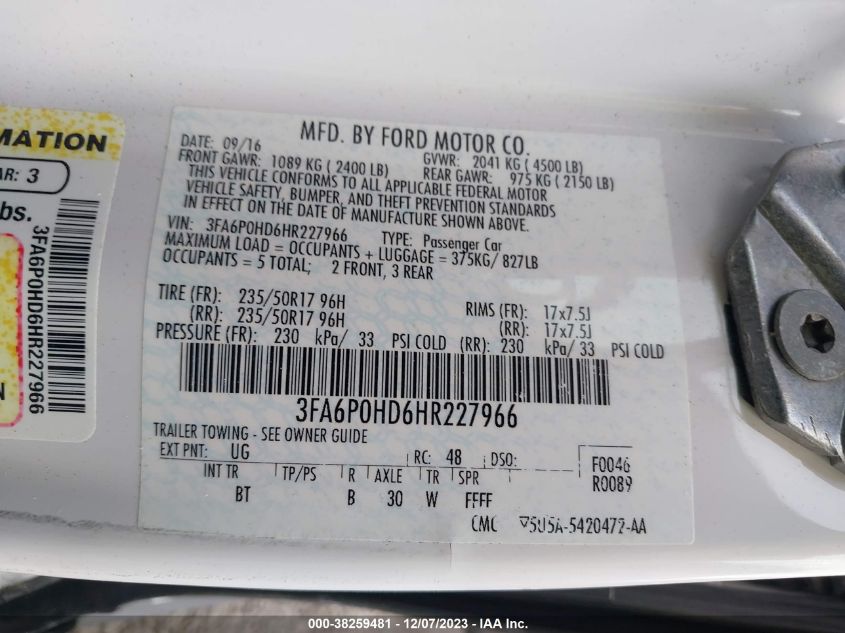 MATION
AR: 3
bs.
3FA6P0HD6HR227966
N
MFD. BY FORD MOTOR CO.
DATE: 09/16 GVWR: 2041 KG ( 4500 LB)
FRONT GAWR: 1089 KG ( 2400 LB) REAR GAWR: 975 KG ( 2150 LB)
THIS VEHICLE CONFORMS TO ALL APPLICABLE FEDERAL MOTOR
VEHICLE SAFETY, BUMPER, AND THEFT PREVENTION STANDARDS
IN EFFECT ON THE DATE OF MANUFACTURE SHOWN ABOVE.
VIN: 3FA6P0HD6HR227966 TYPE: Passenger Car
MAXIMUM LOAD = OCCUPANTS + LUGGAGE = 375KG/ 827LB
OCCUPANTS = 5 TOTAL; 2 FRONT, 3 REAR
TIRE (FR): 235/50R17 96H RIMS (FR): 17x7.5J
(RR): 235/50R17 96H (RR): 17x7.5J
PRESSURE (FR): 230 kPa/ 33 PSI COLD (RR): 230 kPa/ 33 PSI COLD
3FA6P0HD6HR227966
TRAILER TOWING - SEE OWNER GUIDE
EXT PNT: UG RC: 48 DSO: F0046
INT TR TP/PS R AXLE TR SPR R0089
BT B 30 W FFFF
CMC ▽5U5A-5420472-AA
000-38259481 - 12/07/2023 - IAA Inc.